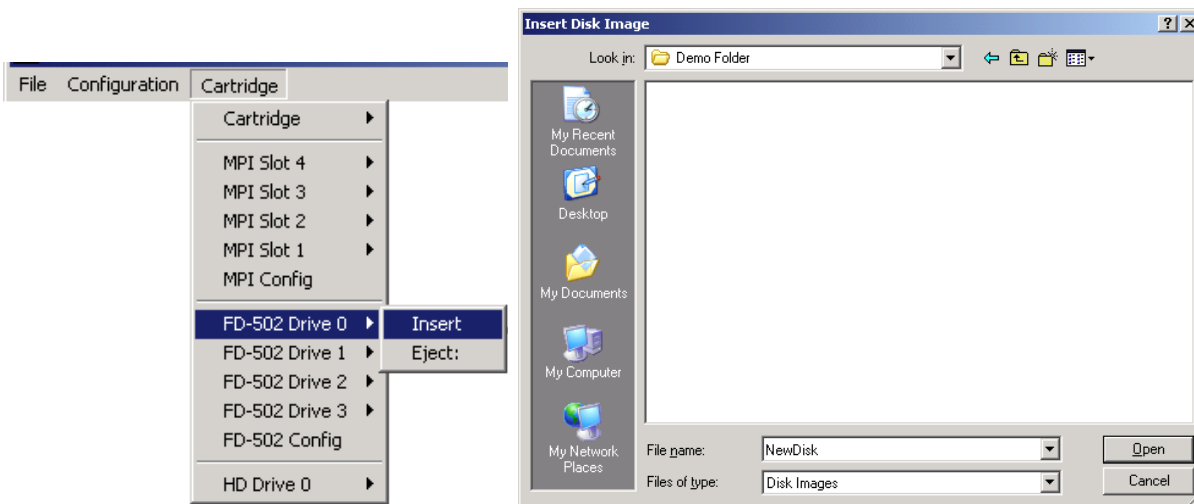 File Configuration Cartridge
Cartridge
MPI Slot 4
MPI Slot 3
MPI Slot 2
MPI Slot 1
MPI Config
FD-502 Drive 0
Insert
FD-502 Drive 1
Eject:
FD-502 Drive 2
FD-502 Drive 3
FD-502 Config
HD Drive 0
Insert Disk Image
Look in: Demo Folder
My Recent
Documents
Desktop
My Documents
My Computer
My Network
Places
File name: NewDisk Open
Files of type: Disk Images Cancel